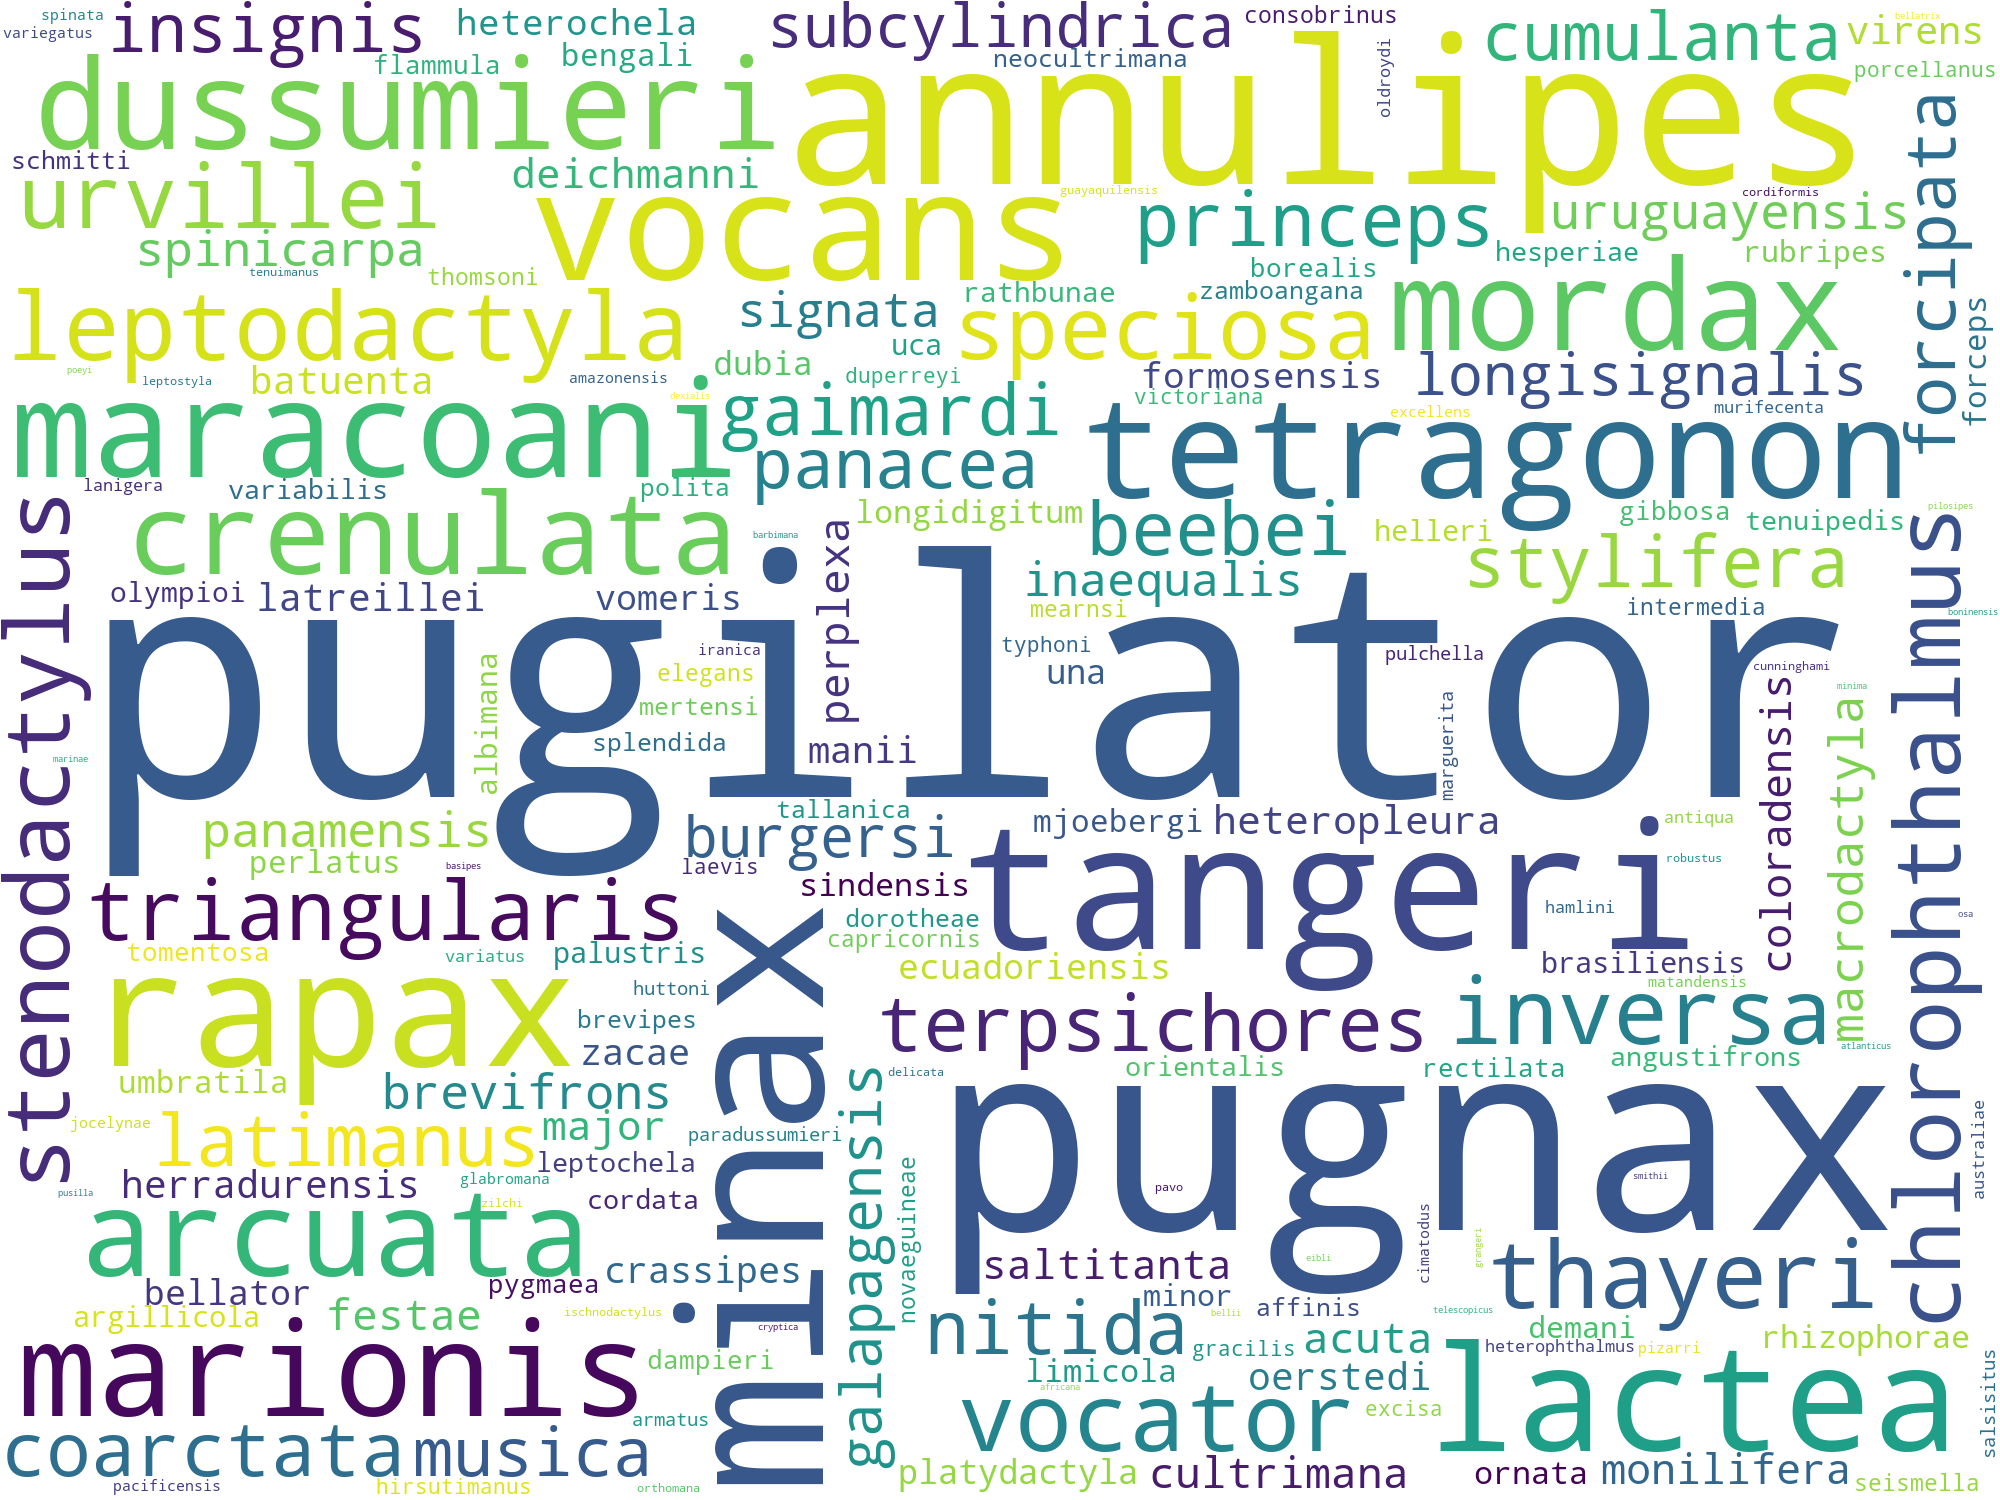 spinata
variegatus
insignis
heterochela
subcylindrica
consobrinus
cumulanta
bellatris
virens
flammula
bengali
neocultrimana
oldroydi
porcellanus
dussumieri
annulipes
schmitti
urvillei
deichmanni
vocans
guayaquilensis
princeps
cordiformis
uruguayensis
forcipata
spinicarpa
tenuimanus
thomsoni
borealis
hesperiae
rubripes
leptodactyla
signata
rathbunae
zamboangana
speciosa
mordax
forceps
uca
poeyi
leptostyla
batuenta
amazonensis
dubia
duperreyi
formosensis
longisignalis
maracoani
dexialis
gaimardi
victoriana
excellens
murifecenta
tetragonon
panacea
lanigera
variabilis
polita
crenulata
barbimana
longidigitum
beebei
helleri
gibbosa
tenuipedis
pilosipes
stylifera
stenodactylus
perplexa
olympioi
latreillei
vomeris
inaequalis
mearnsi
intermedia
boninensis
pugilator
iranica
typhoni
pulchella
cunninghami
albimana
elegans
una
mertensi
marguerita
coloradensis
minima
macrodactyla
chlorophthalmus
marinae
splendida
manii
panamensis
tallanica
burgersi
mjoebergi
heteropleura
antiqua
perlatus
basipes
laevis
tangeri
robustus
triangularis
sindensis
dorotheae
hamlini
osa
tomentosa
variatus
palustris
capricornis
ecuadoriensis
brasiliensis
rapax
huttoni
matandensis
brevipes
terpsichores
inversa
zacae
atlanticus
umbratila
brevifrons
minax
delicata
orientalis
rectilata
angustifrons
jocelynae
latimanus
major
paradussumieri
galapagensis
pugnax
australiae
leptochela
novaeguineae
pusilla
herradurensis
glabromana
zilchi
cordata
pavo
smithii
arcuata
cimatodus
grangeri
eibli
thayeri
bellator
pygmaea
crassipes
saltitanta
minor
affinis
argillicola
festae
ischnodactylus
cryptica
nitida
bellii
telescopicus
acuta
demani
rhizophorae
marionis
dampieri
gracilis
heterophthalmus
pizarri
limicola
oerstedi
lactea
salsisitus
africana
armatus
vocator
excisa
coarctata
musica
platydactyla
cultrimana
ornata
monilifera
seismella
pacificensis
hirsutimanus
orthomana